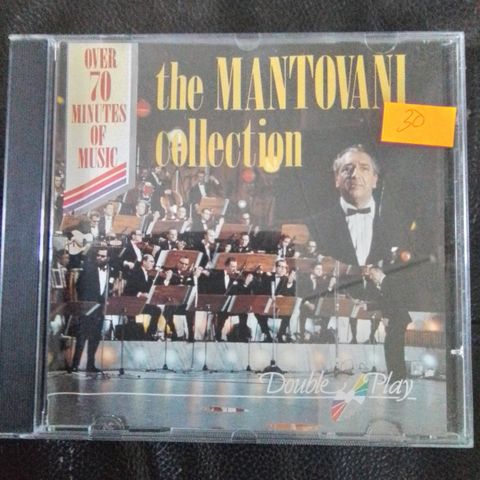 OVER
70
MINUTES
OF
MUSIC
the MANTOVANI
collection
30
Double Play